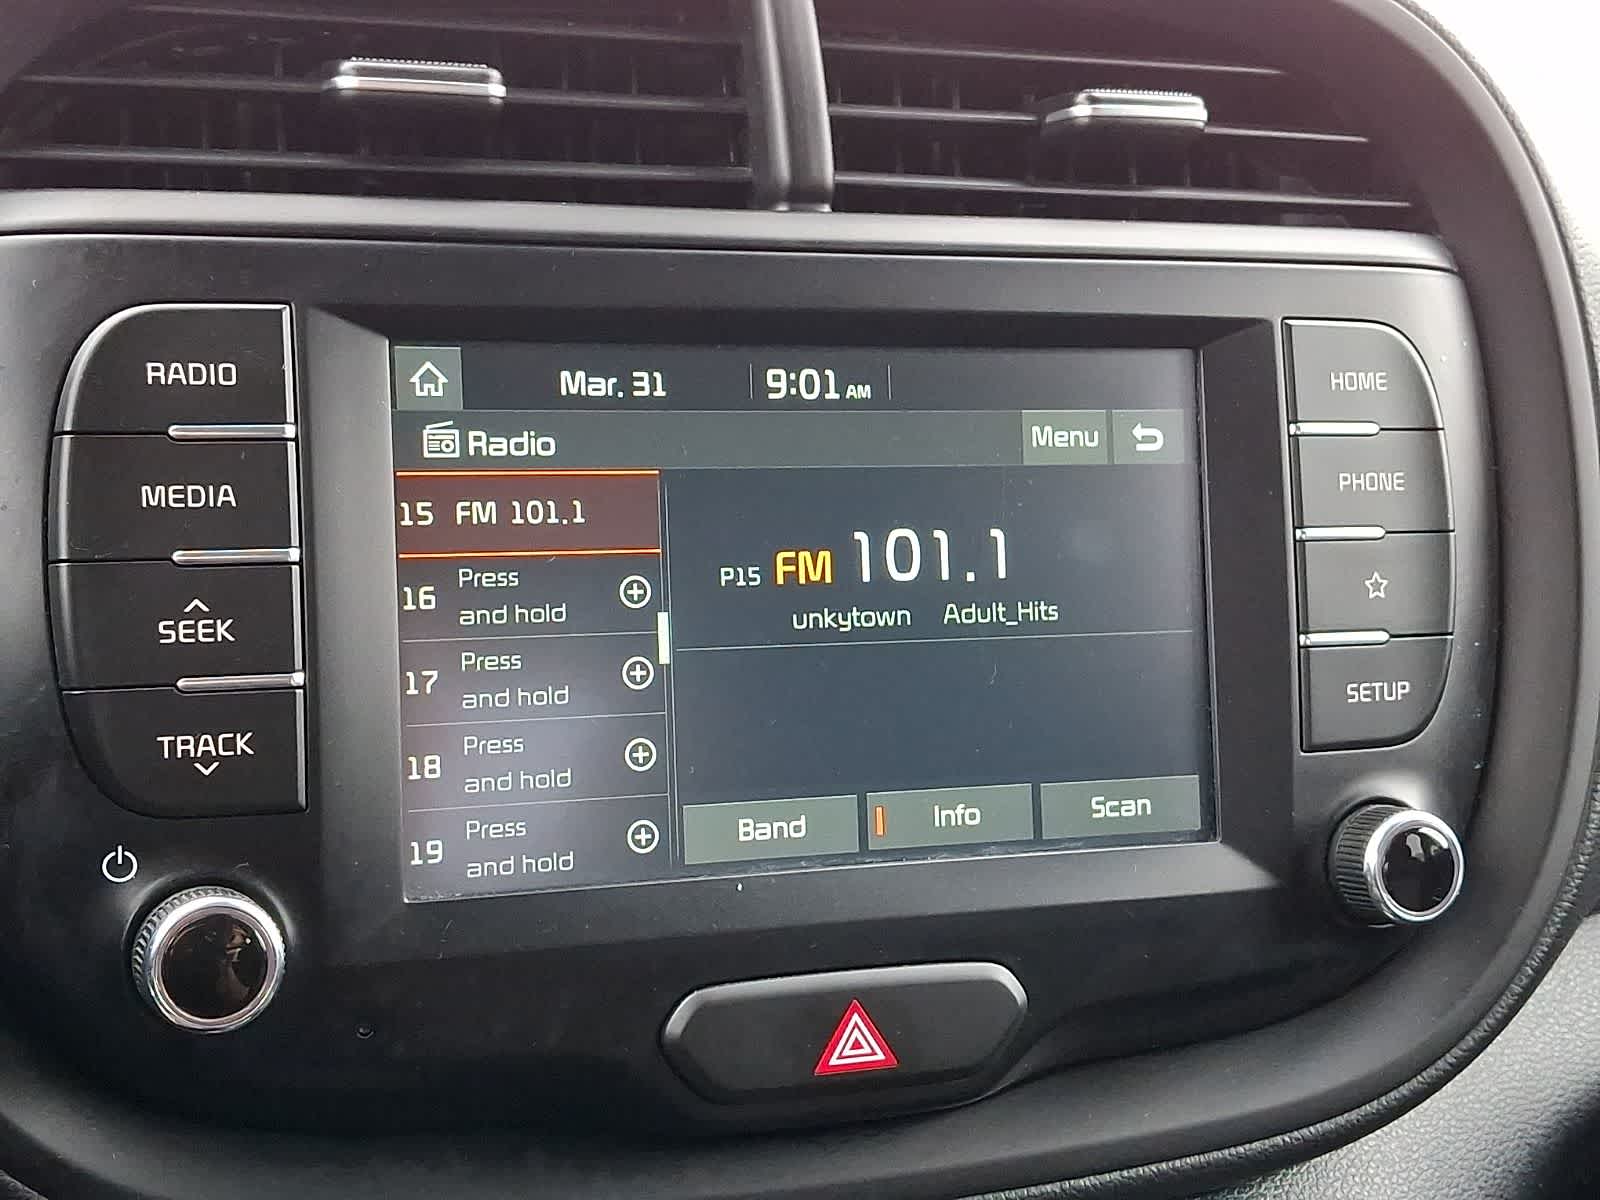 RADIO
MEDIA
SEEK
TRACK
Mar. 31 9:01 AM
Radio Menu
15 FM 101.1
16 Press and hold
17 Press and hold
18 Press and hold
19 Press and hold
P15 FM 101.1
unkytown Adult_Hits
Band Info Scan
HOME
PHONE
SETUP